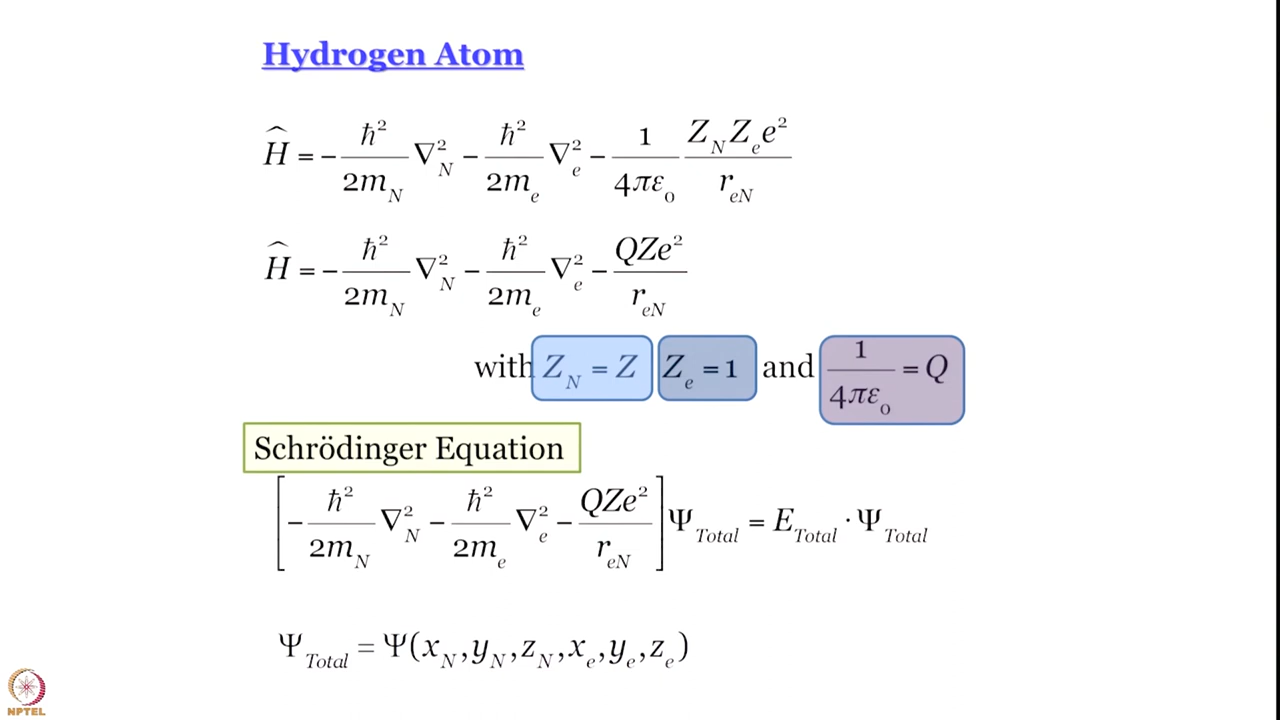 Hydrogen Atom
Ĥ = − ħ²/2m_N ∇²_N − ħ²/2m_e ∇²_e − 1/4πε₀ Z_N Z_e e²/r_eN
Ĥ = − ħ²/2m_N ∇²_N − ħ²/2m_e ∇²_e − QZe²/r_eN
with Z_N = Z Z_e = 1 and 1/4πε₀ = Q
Schrödinger Equation
[− ħ²/2m_N ∇²_N − ħ²/2m_e ∇²_e − QZe²/r_eN] Ψ_Total = E_Total · Ψ_Total
Ψ_Total = Ψ(x_N, y_N, z_N, x_e, y_e, z_e)
NPTEL